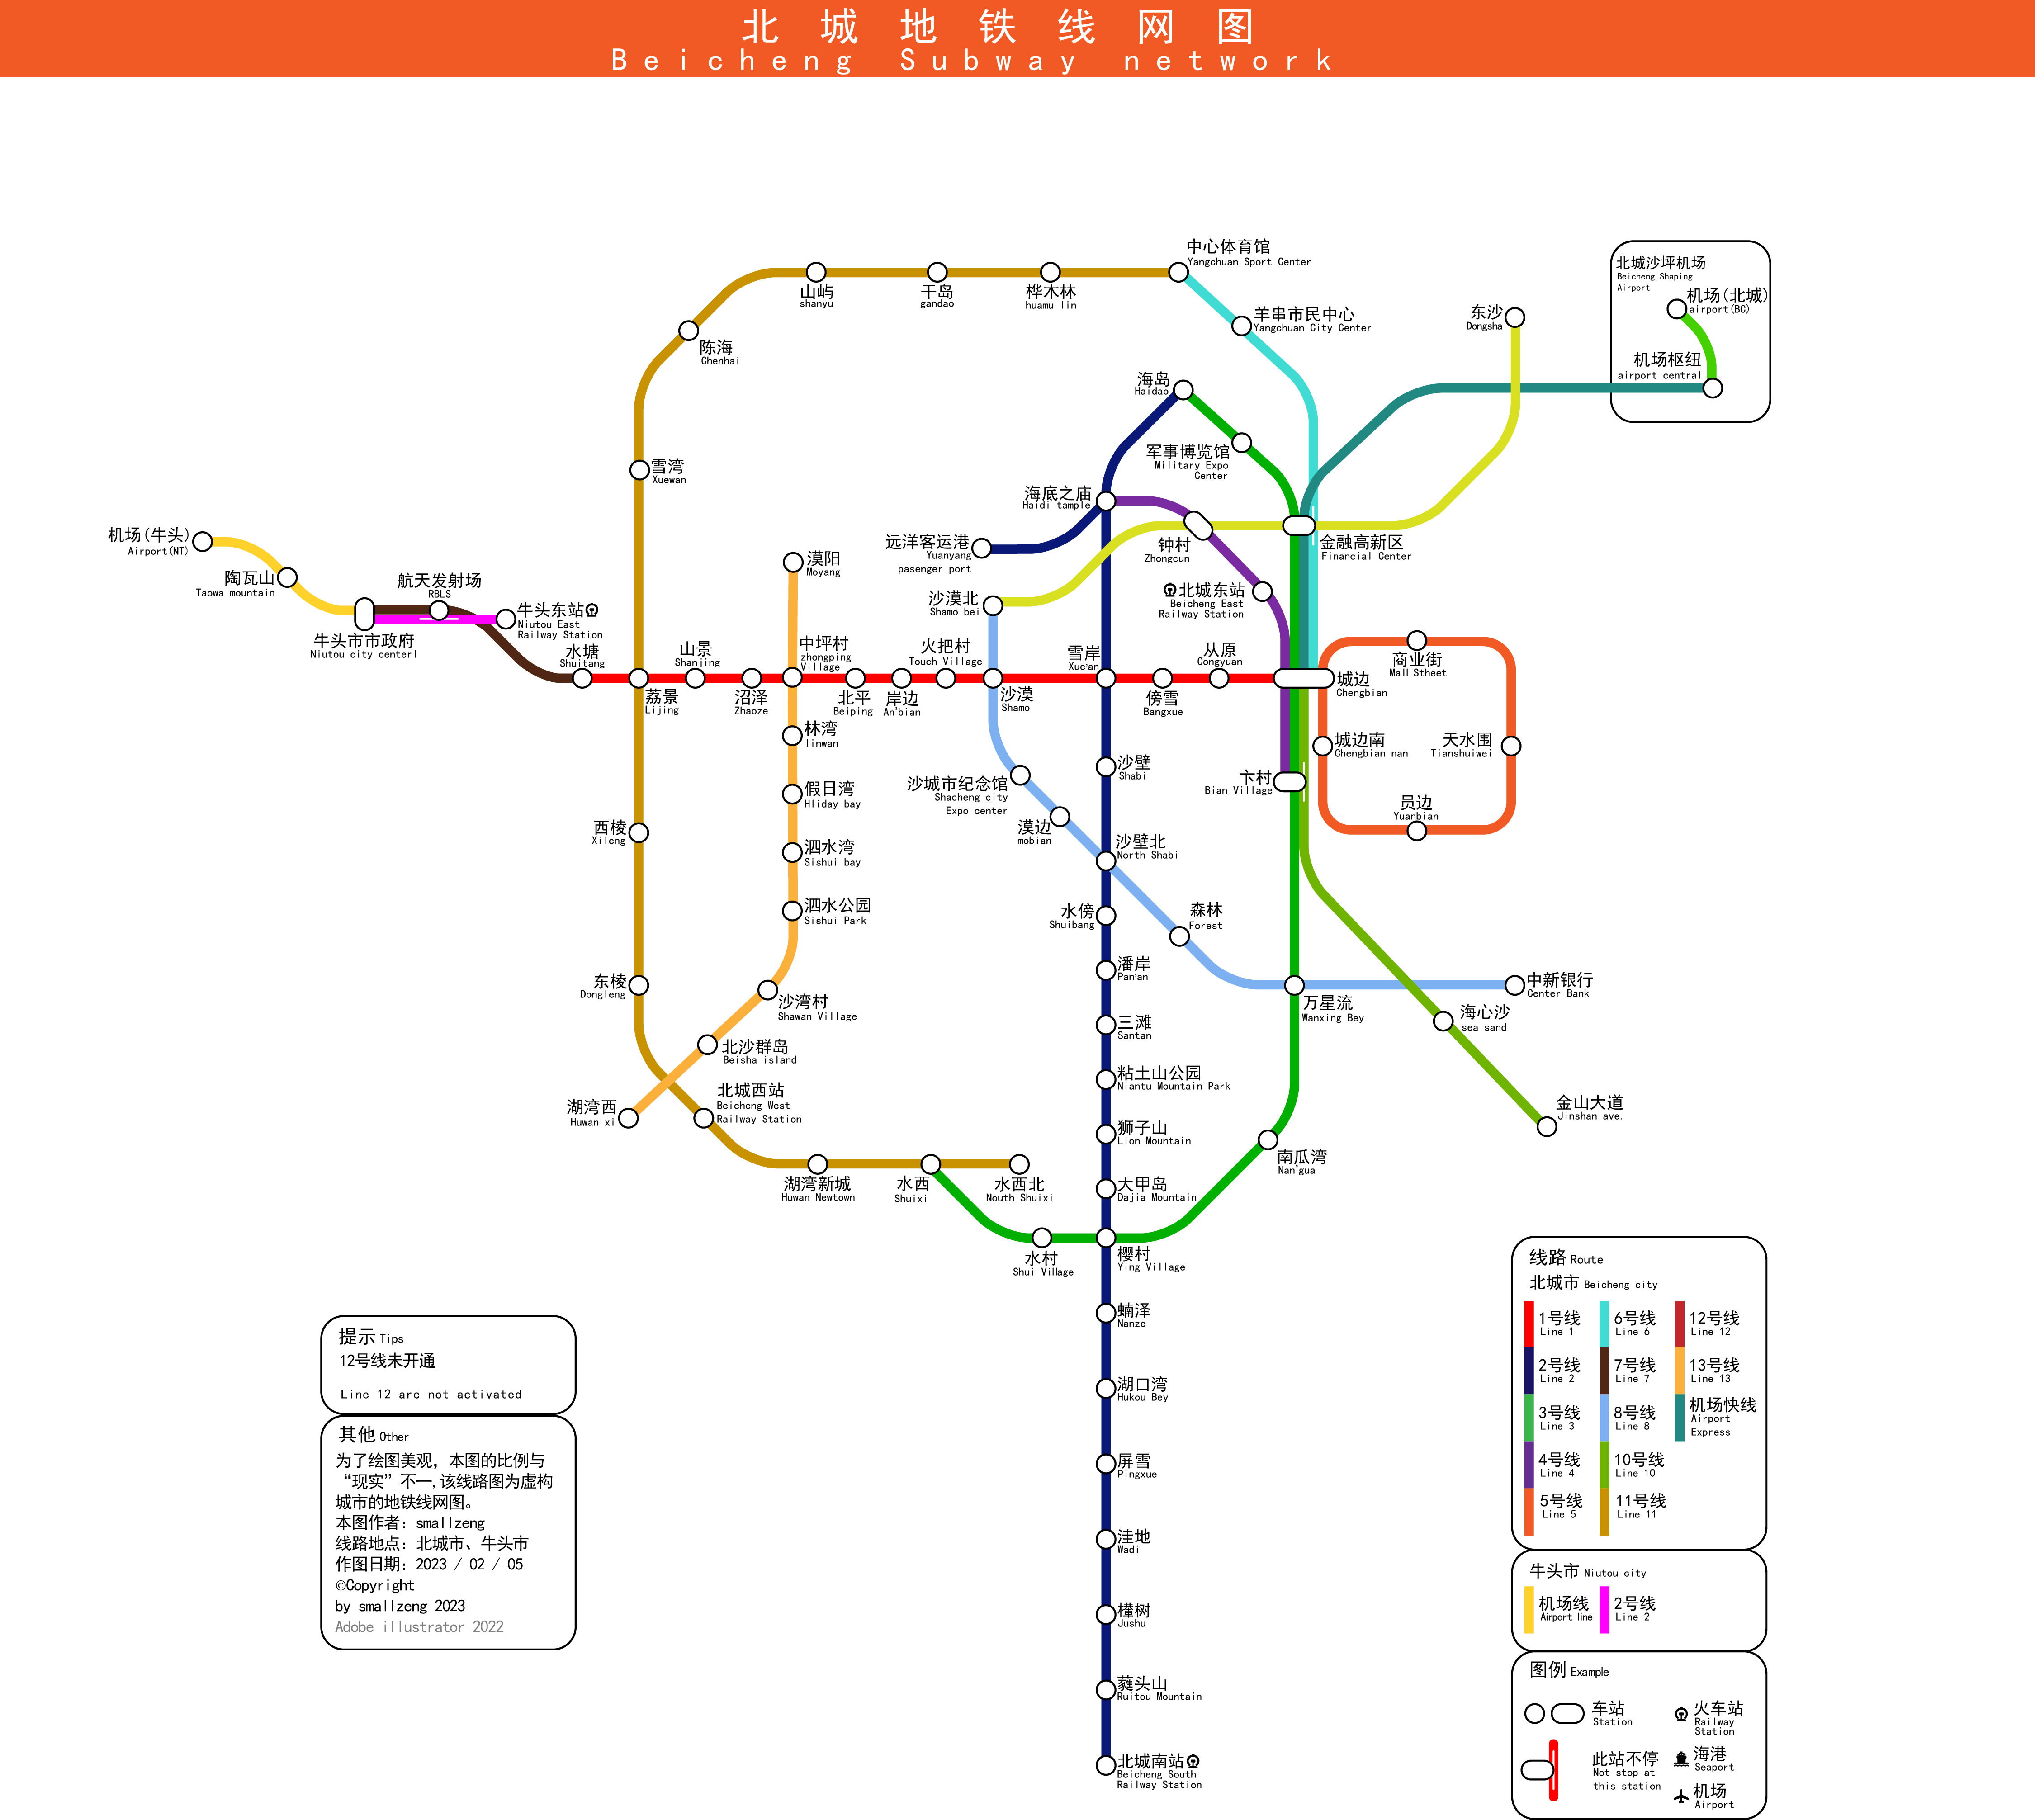 北城地铁线网图
Beicheng Subway network
中心体育馆
Yangchuan Sport Center
山屿
shanyu
干岛
gandao
桦木林
huamu lin
羊串市民中心
Yangchuan City Center
陈海
Chenhai
东沙
Dongsha
北城沙坪机场
Beicheng Shaping
Airport
机场(北城)
airport(BC)
机场枢纽
airport central
海岛
Haidao
军事博览馆
Military Expo
Center
雪湾
Xuewan
海底之庙
Haidi tample
机场(牛头)
Airport(NT)
陶瓦山
Taowa mountain
航天发射场
RBLS
牛头东站
Niutou East
Railway Station
牛头市市政府
Niutou city centerl
水塘
Shuitang
漠阳
Moyang
远洋客运港
Yuanyang
pasenger port
钟村
Zhongcun
金融高新区
Financial Center
沙漠北
Shamo bei
北城东站
Beicheng East
Railway Station
荔景
Lijing
山景
Shanjing
沼泽
Zhaoze
中坪村
zhongping
Village
北平
Beiping
岸边
An'bian
火把村
Touch Village
沙漠
Shamo
雪岸
Xue'an
傍雪
Bangxue
从原
Congyuan
城边
Chengbian
商业街
Mall Stheet
林湾
linwan
城边南
Chengbian nan
天水围
Tianshuiwei
假日湾
Hliday bay
沙城市纪念馆
Shacheng city
Expo center
沙壁
Shabi
卞村
Bian Village
员边
Yuanbian
西棱
Xileng
泗水湾
Sishui bay
漠边
mobian
沙壁北
North Shabi
泗水公园
Sishui Park
水傍
Shuibang
森林
Forest
东棱
Dongleng
沙湾村
Shawan Village
潘岸
Pan'an
万星流
Wanxing Bey
中新银行
Center Bank
海心沙
sea sand
北沙群岛
Beisha island
三滩
Santan
湖湾西
Huwan xi
北城西站
Beicheng West
Railway Station
粘土山公园
Niantu Mountain Park
金山大道
Jinshan ave.
狮子山
Lion Mountain
南瓜湾
Nan'gua
湖湾新城
Huwan Newtown
水西
Shuixi
水西北
Nouth Shuixi
大甲岛
Dajia Mountain
水村
Shui Village
樱村
Ying Village
蝻泽
Nanze
湖口湾
Hukou Bey
屏雪
Pingxue
洼地
Wadi
Jushu
蕤头山
Ruitou Mountain
北城南站
Beicheng South
Railway Station
提示 Tips
12号线未开通
Line 12 are not activated
其他 Other
为了绘图美观，本图的比例与
“现实”不一,该线路图为虚构
城市的地铁线网图。
本图作者：smallzeng
线路地点：北城市、牛头市
作图日期：2023 / 02 / 05
©Copyright
by smallzeng 2023
Adobe illustrator 2022
线路 Route
北城市 Beicheng city
1号线
Line 1
6号线
Line 6
12号线
Line 12
2号线
Line 2
7号线
Line 7
13号线
Line 13
3号线
Line 3
8号线
Line 8
机场快线
Airport
Express
4号线
Line 4
10号线
Line 10
5号线
Line 5
11号线
Line 11
牛头市 Niutou city
机场线
Airport line
2号线
Line 2
图例 Example
车站
Station
火车站
Railway
Station
此站不停
Not stop at
this station
海港
Seaport
机场
Airport